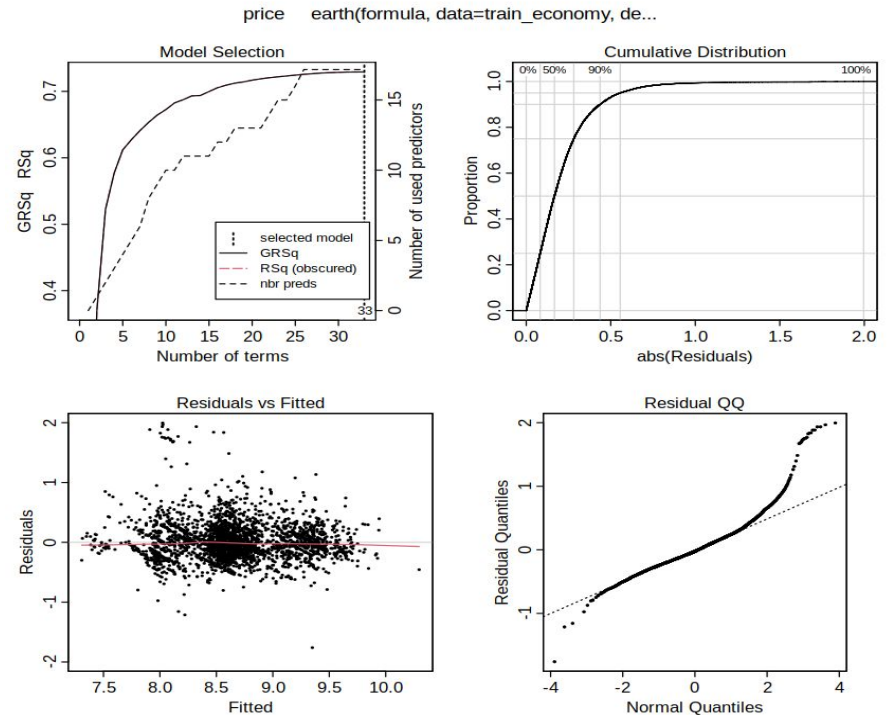 price earth(formula, data=train_economy, de...
Model Selection
GRSq RSq
0.4 0.5 0.6 0.7
0 5 10 15
Number of used predictors
selected model
GRSq
RSq (obscured)
nbr preds
33
0 5 10 15 20 25 30
Number of terms
Cumulative Distribution
0% 50% 90% 100%
Proportion
0.0 0.2 0.4 0.6 0.8 1.0
0.0 0.5 1.0 1.5 2.0
abs(Residuals)
Residuals vs Fitted
Residuals
-2 -1 0 1 2
7.5 8.0 8.5 9.0 9.5 10.0
Fitted
Residual QQ
Residual Quantiles
-1 0 1 2
-4 -2 0 2 4
Normal Quantiles